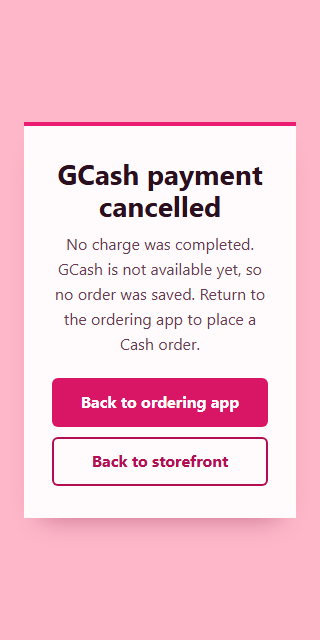 GCash payment
cancelled
No charge was completed.
GCash is not available yet, so
no order was saved. Return to
the ordering app to place a
Cash order.
Back to ordering app
Back to storefront